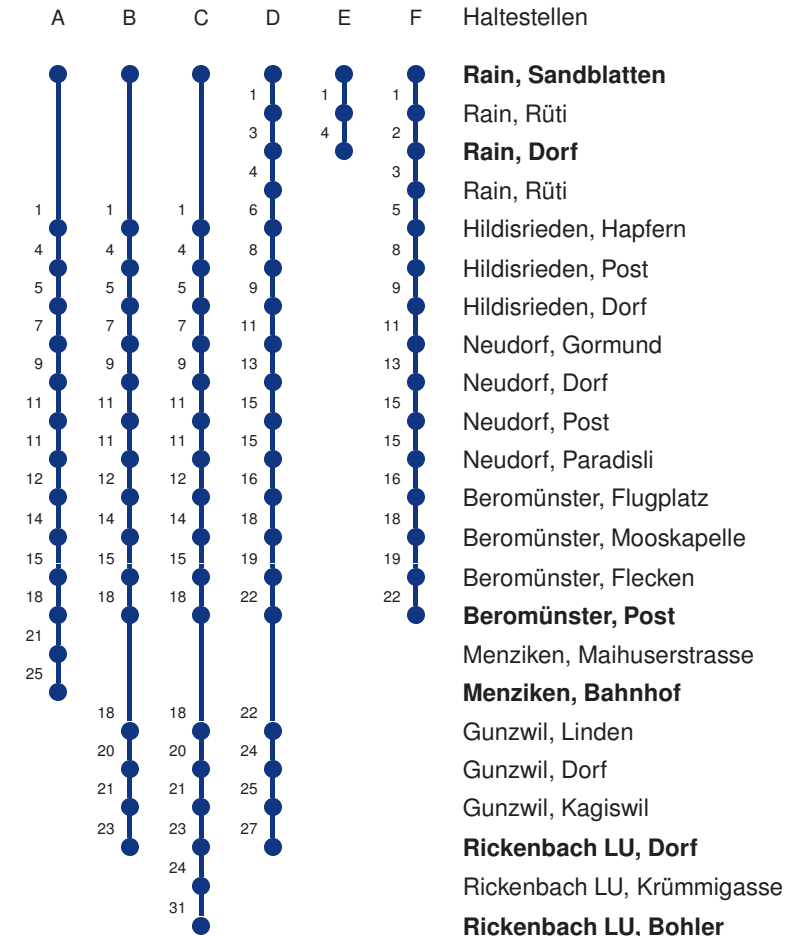 A B C D E F Haltestellen
Rain, Sandblatten
1 1 1 Rain, Rüti
3 4 2 Rain, Dorf
4 3 Rain, Rüti
1 1 1 6 5 Hildisrieden, Hapfern
4 4 4 8 8 Hildisrieden, Post
5 5 5 9 9 Hildisrieden, Dorf
7 7 7 11 11 Neudorf, Gormund
9 9 9 13 13 Neudorf, Dorf
11 11 11 15 15 Neudorf, Post
11 11 11 15 15 Neudorf, Paradisli
12 12 12 16 16 Beromünster, Flugplatz
14 14 14 18 18 Beromünster, Mooskapelle
15 15 15 19 19 Beromünster, Flecken
18 18 18 22 22 Beromünster, Post
21 Menziken, Maihuserstrasse
25 Menziken, Bahnhof
18 18 22 Gunzwil, Linden
20 20 24 Gunzwil, Dorf
21 21 25 Gunzwil, Kagiswil
23 23 27 Rickenbach LU, Dorf
24 Rickenbach LU, Krümmigasse
31 Rickenbach LU, Bohler